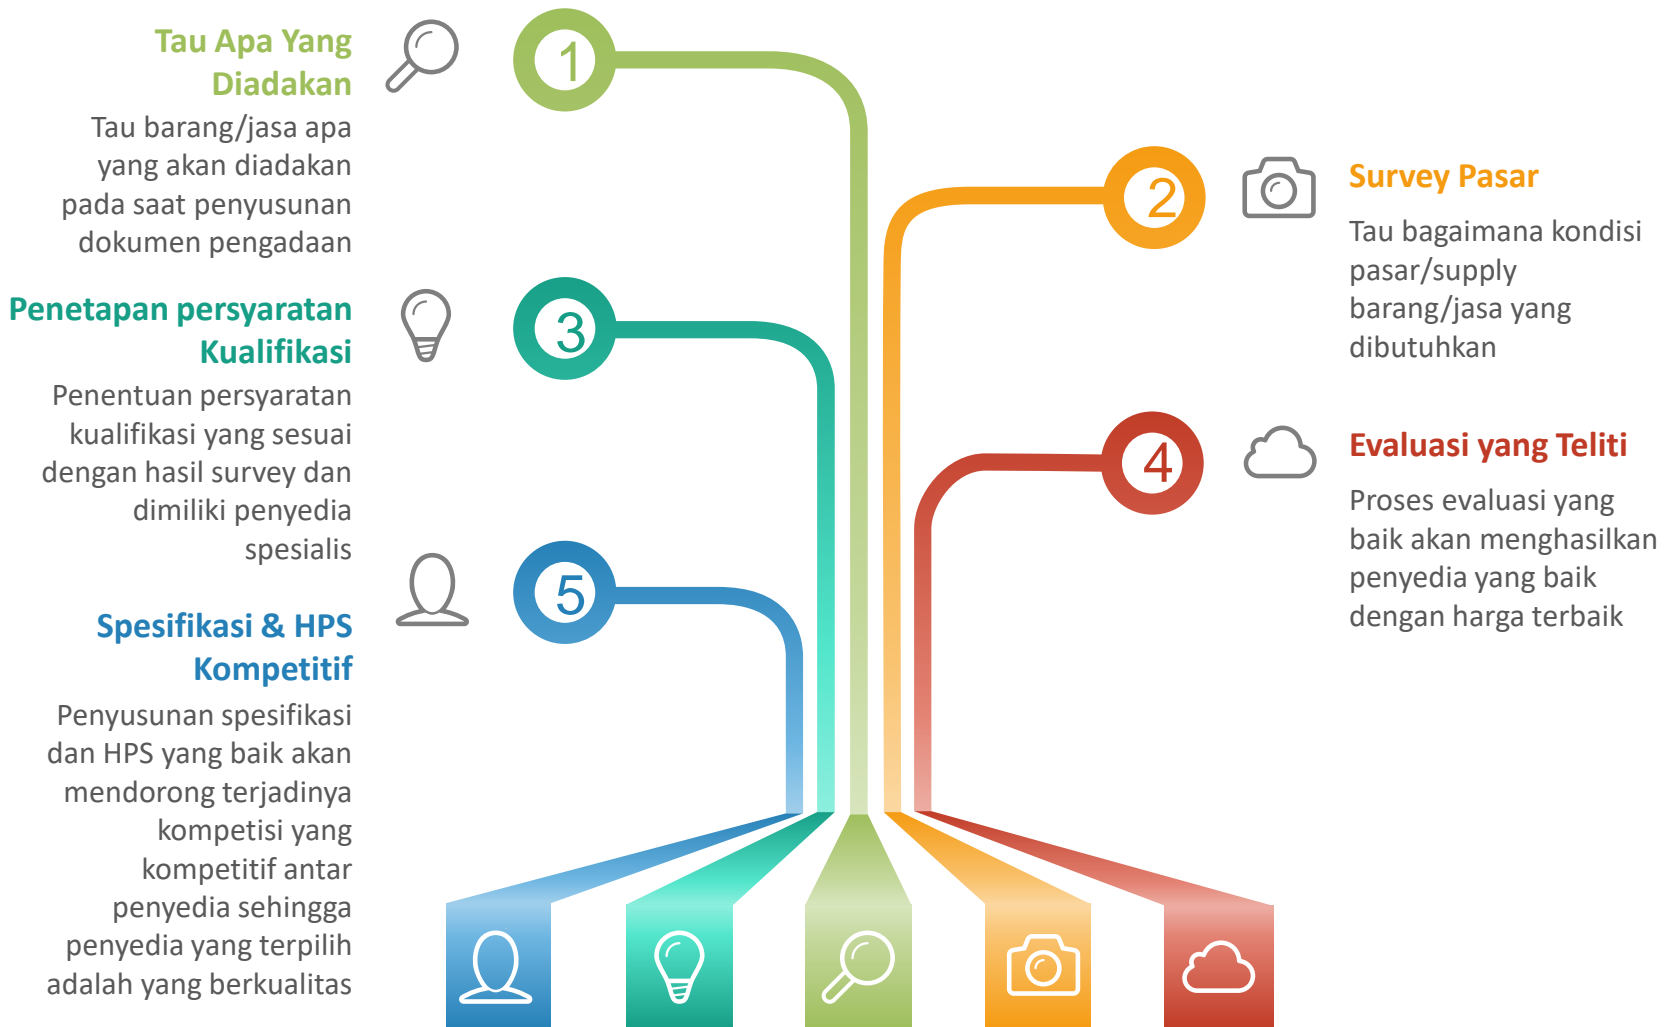 Tau Apa Yang
Diadakan
Tau barang/jasa apa
yang akan diadakan
pada saat penyusunan
dokumen pengadaan
1
2
Survey Pasar
Tau bagaimana kondisi
pasar/supply
barang/jasa yang
dibutuhkan
Penetapan persyaratan
Kualifikasi
Penentuan persyaratan
kualifikasi yang sesuai
dengan hasil survey dan
dimiliki penyedia
spesialis
3
4
Evaluasi yang Teliti
Proses evaluasi yang
baik akan menghasilkan
penyedia yang baik
dengan harga terbaik
5
Spesifikasi & HPS
Kompetitif
Penyusunan spesifikasi
dan HPS yang baik akan
mendorong terjadinya
kompetisi yang
kompetitif antar
penyedia sehingga
penyedia yang terpilih
adalah yang berkualitas